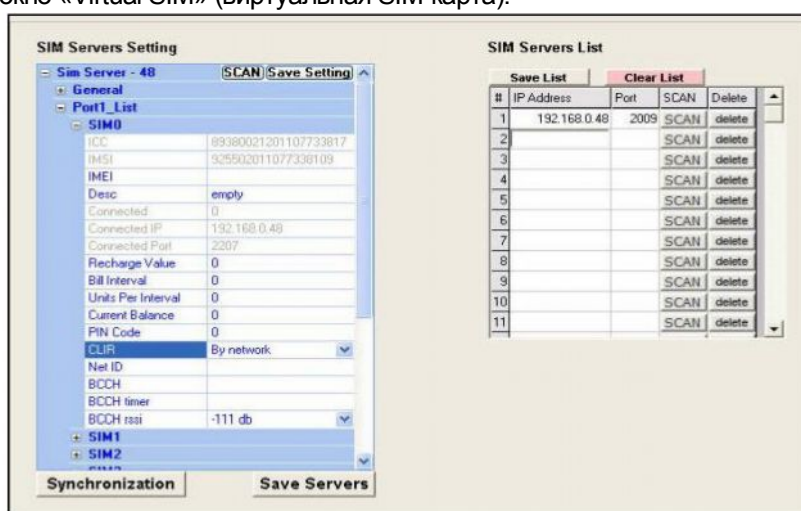 «Virtual SIM» (виртуальная SIM-карта).
SIM Servers Setting
Sim Server - 48 SCAN Save Setting
General
Port1_List
SIM0
ICC 89380021201107733817
IMSI 925502011077338109
IMEI
Desc empty
Connected 0
Connected IP 192.168.0.48
Connected Port 2207
Recharge Value 0
Bill Interval 0
Units Per Interval 0
Current Balance 0
PIN Code 0
CLIR By network
Net ID
BCCH
BCCH timer
BCCH rssi -111 db
SIM1
SIM2
Synchronization Save Servers
SIM Servers List
Save List Clear List
# IP Address Port SCAN Delete
1 192.168.0.48 2009 SCAN delete
2 SCAN delete
3 SCAN delete
4 SCAN delete
5 SCAN delete
6 SCAN delete
7 SCAN delete
8 SCAN delete
9 SCAN delete
10 SCAN delete
11 SCAN delete